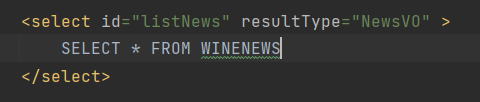 <select id="listNews" resultType="NewsVO" >
SELECT * FROM WINENEWS
</select>